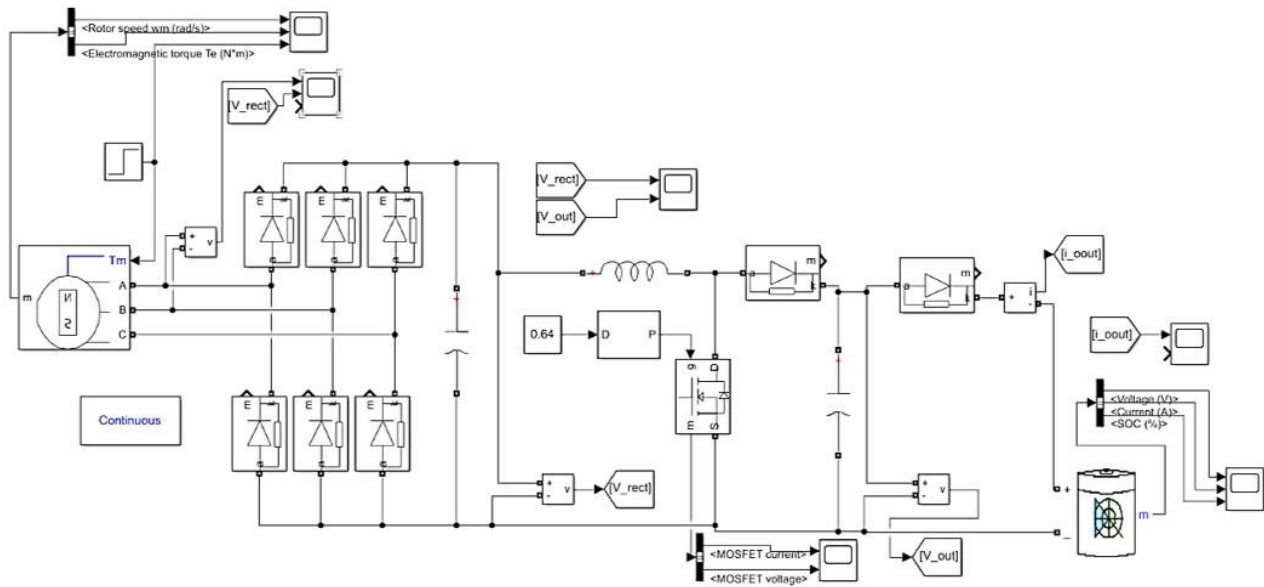 <Rotor speed wm (rad/s)>
<Electromagnetic torque Te (N*m)>
[V_rect]
Tm
m
A
B
C
N
S
+
-
v
m
a
k
m
a
k
m
a
k
[V_rect]
[V_out]
a
m
k
a
m
k
+
i
-
[i_oout]
[i_oout]
0.64
D
P
g
D
m
S
Continuous
m
a
k
m
a
k
m
a
k
+
-
v
[V_rect]
+
-
v
[V_out]
<Voltage (V)>
<Current (A)>
<SOC (%)>
+
_
m
<MOSFET current>
<MOSFET voltage>